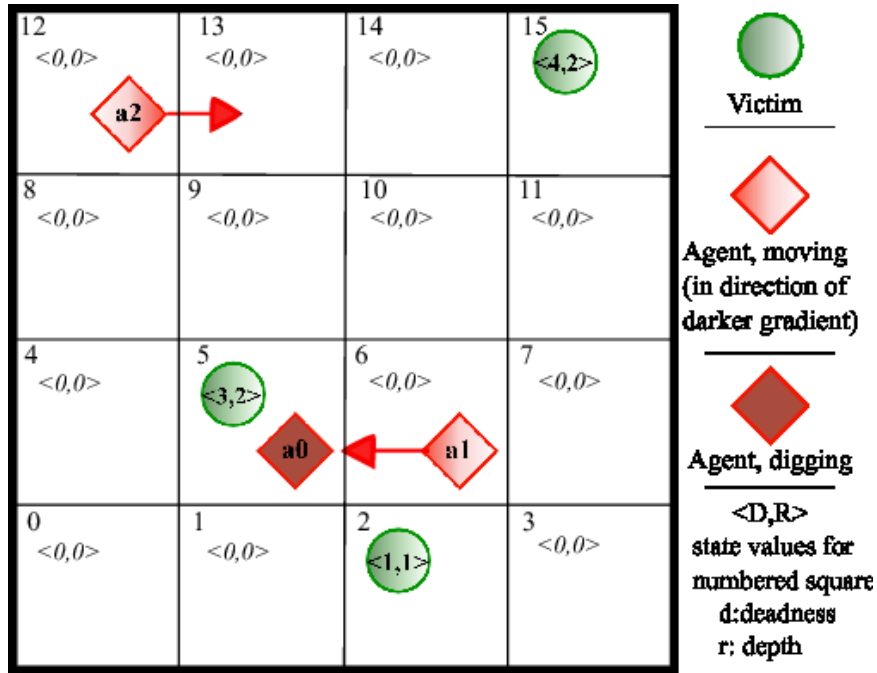 12 13 14 15
<0,0> <0,0> <0,0> <4,2>
a2
8 9 10 11
<0,0> <0,0> <0,0> <0,0>
4 5 6 7
<0,0> <3,2> <0,0> <0,0>
a0 a1
0 1 2 3
<0,0> <0,0> <1,1> <0,0>
Victim
Agent, moving
(in direction of
darker gradient)
Agent, digging
<D,R>
state values for
numbered square
d:deadness
r: depth